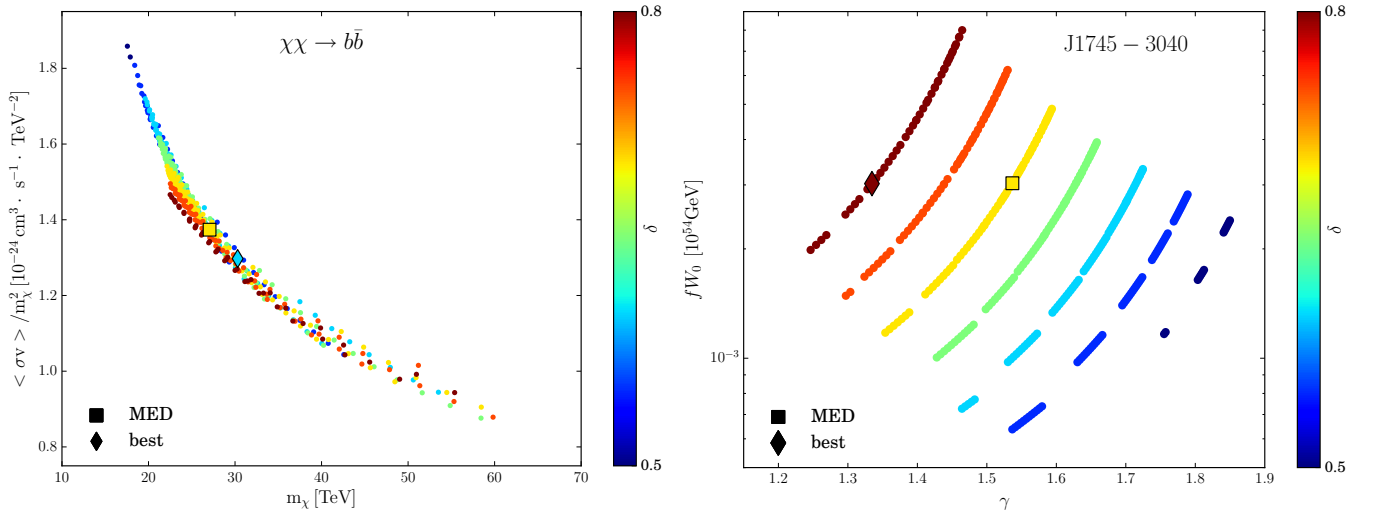 χχ → bb̄
1.8
1.6
1.4
1.2
1.0
0.8
< σv > /m²χ [10⁻²⁴ cm³ · s⁻¹ · TeV⁻²]
MED
best
10 20 30 40 50 60 70
mχ [TeV]
0.8
δ
0.5
J1745 − 3040
fW₀ [10⁵⁴GeV]
10⁻³
MED
best
1.2 1.3 1.4 1.5 1.6 1.7 1.8 1.9
γ
0.8
δ
0.5